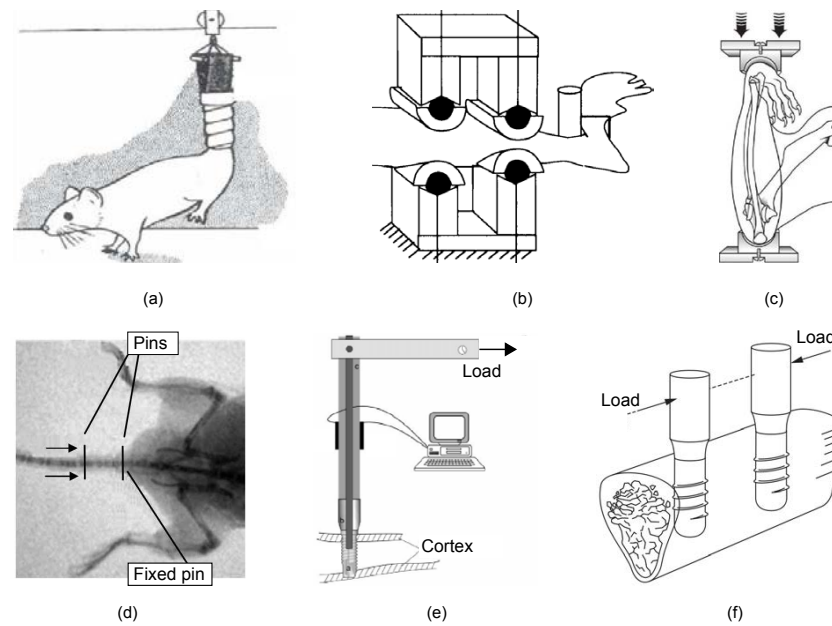 (a)
(b)
(c)
Pins
Fixed pin
(d)
Load
Cortex
(e)
Load
Load
(f)